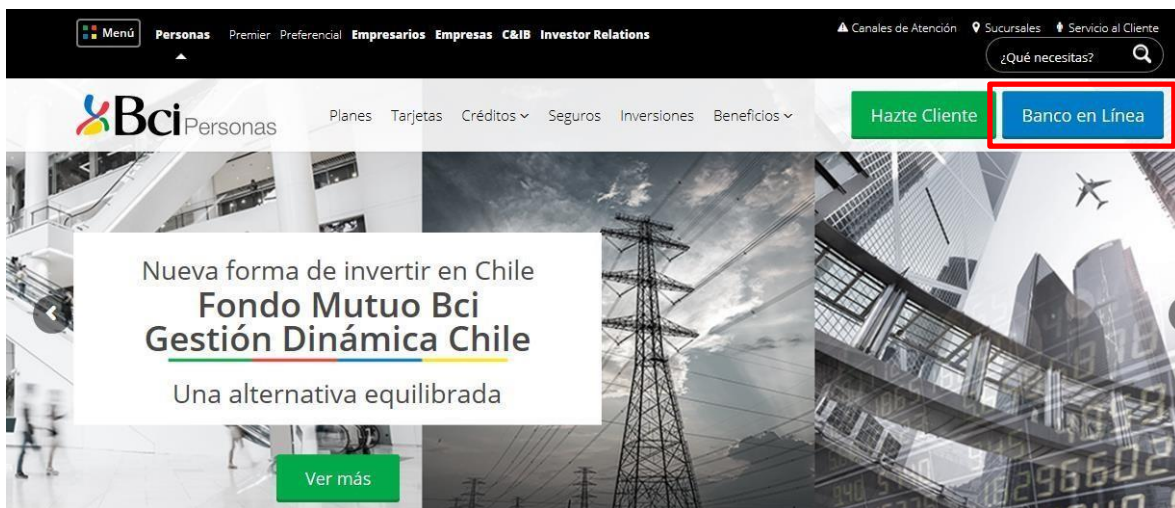 Menú Personas Premier Preferencial Empresarios Empresas C&IB Investor Relations
Canales de Atención Sucursales Servicio al Cliente
¿Qué necesitas?
Bci Personas Planes Tarjetas Créditos Seguros Inversiones Beneficios Hazte Cliente Banco en Línea
Nueva forma de invertir en Chile
Fondo Mutuo Bci
Gestión Dinámica Chile
Una alternativa equilibrada
Ver más